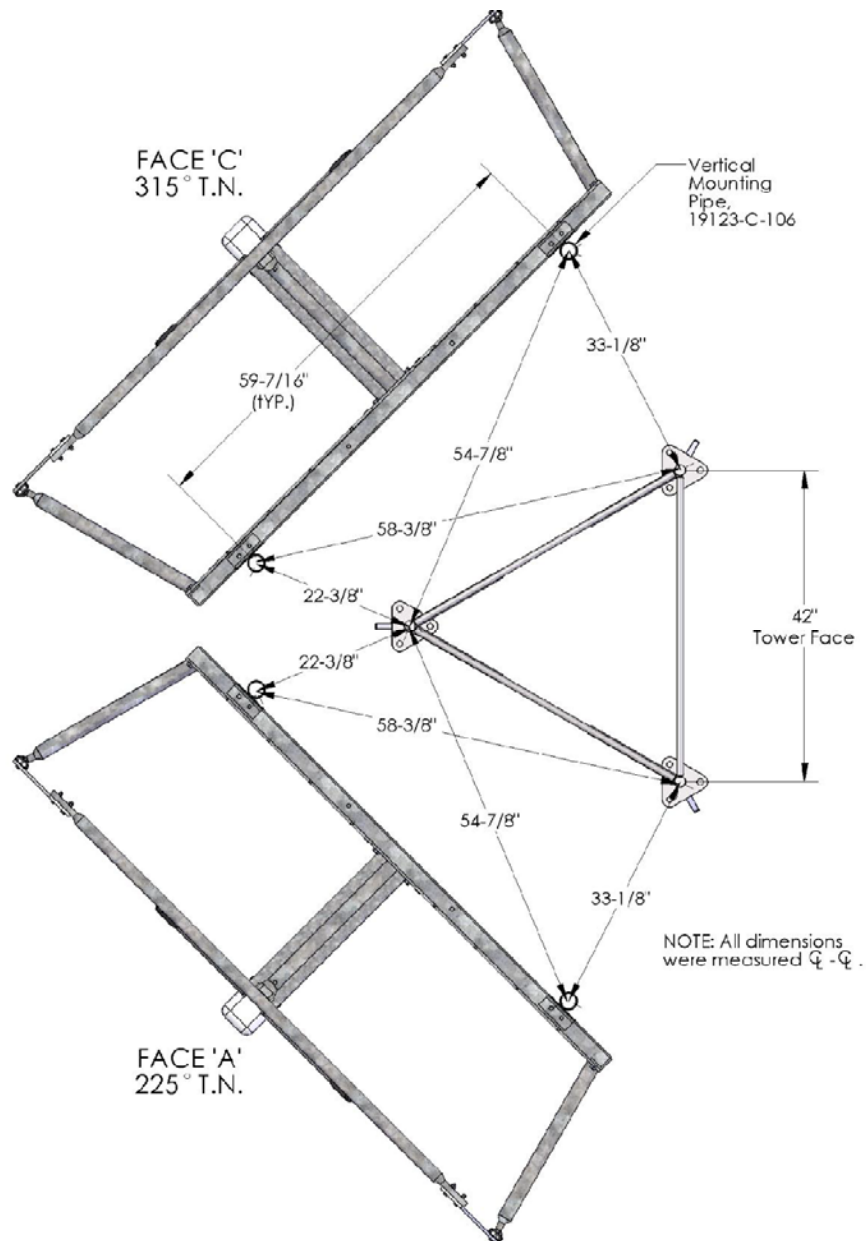 FACE 'C'
315° T.N.
Vertical
Mounting
Pipe,
19123-C-106
33-1/8"
59-7/16"
(tYP.)
54-7/8"
58-3/8"
22-3/8"
42"
Tower Face
22-3/8"
58-3/8"
54-7/8"
33-1/8"
NOTE: All dimensions
were measured ℄ - ℄ .
FACE 'A'
225° T.N.